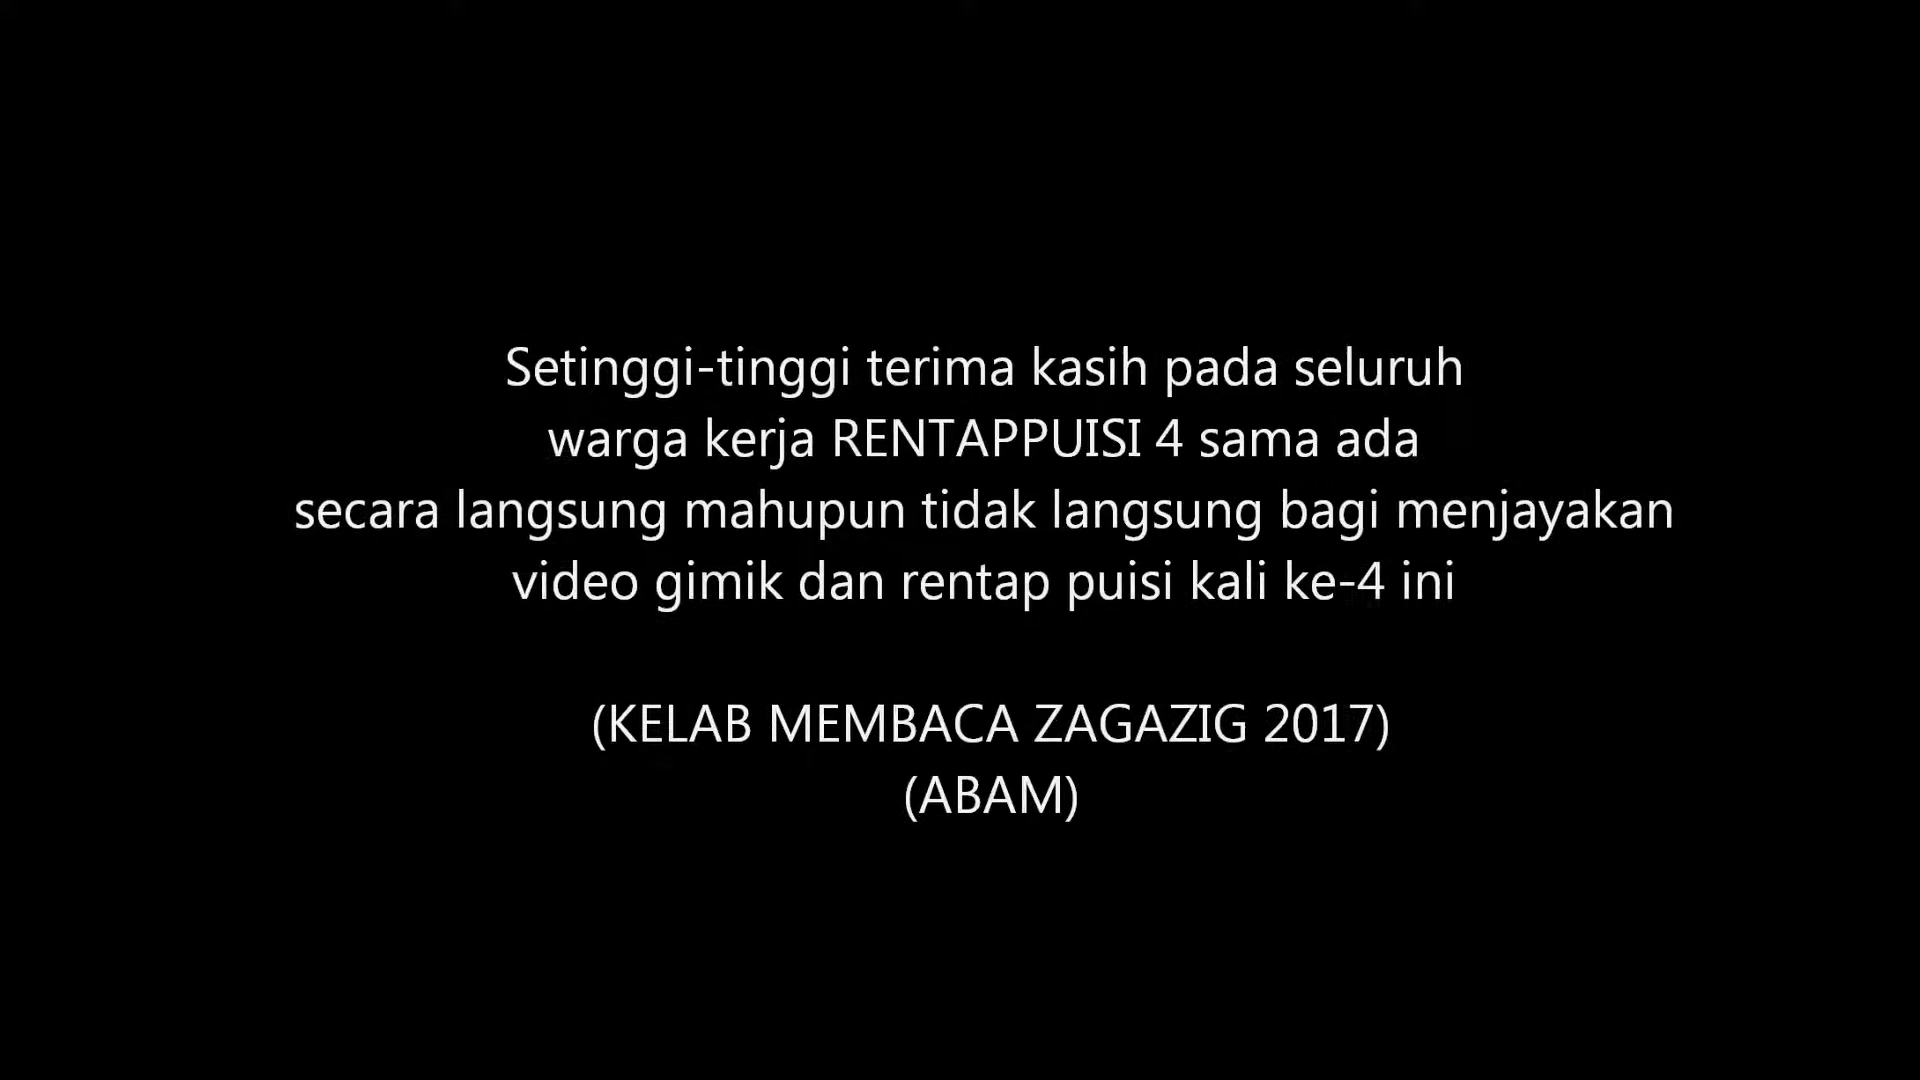 Setinggi-tinggi terima kasih pada seluruh
warga kerja RENTAPPUISI 4 sama ada
secara langsung mahupun tidak langsung bagi menjayakan
video gimik dan rentap puisi kali ke-4 ini
(KELAB MEMBACA ZAGAZIG 2017)
(ABAM)